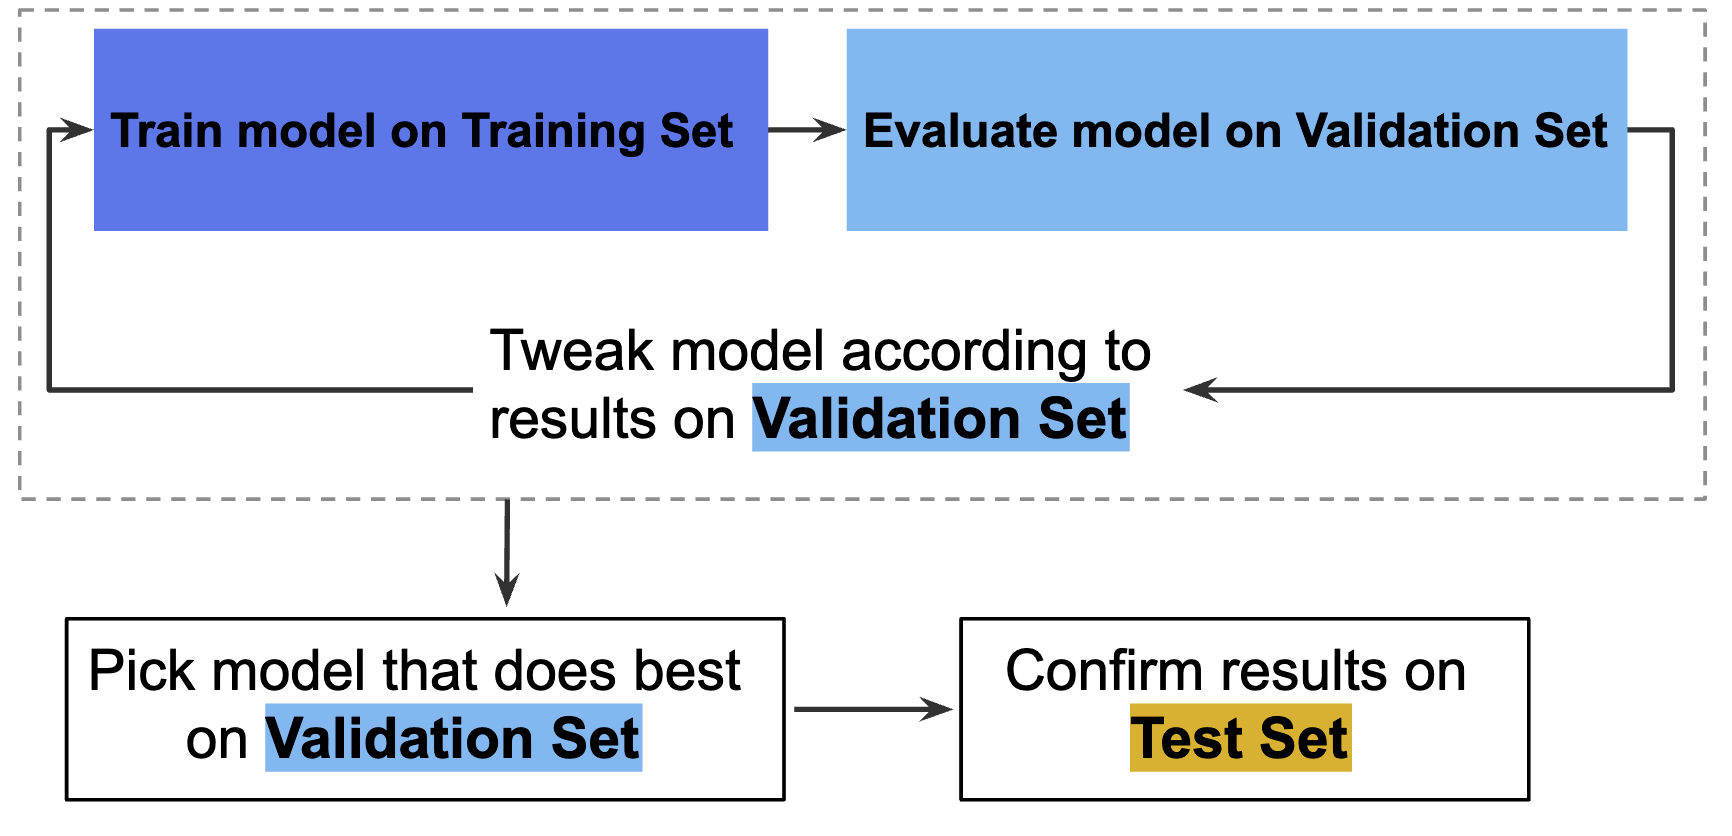 Train model on Training Set
Evaluate model on Validation Set
Tweak model according to
results on Validation Set
Pick model that does best
on Validation Set
Confirm results on
Test Set